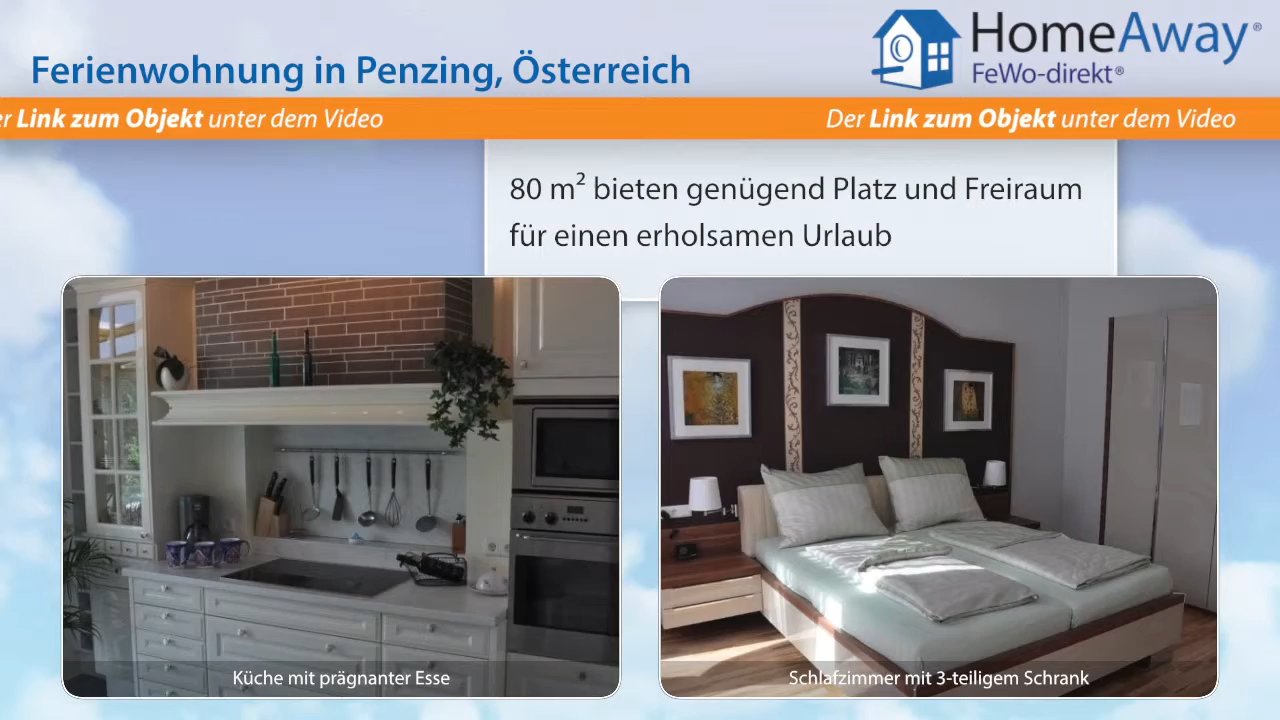 HomeAway®
FeWo-direkt®
Ferienwohnung in Penzing, Österreich
er Link zum Objekt unter dem Video
Der Link zum Objekt unter dem Video
80 m² bieten genügend Platz und Freiraum
für einen erholsamen Urlaub
Küche mit prägnanter Esse
Schlafzimmer mit 3-teiligem Schrank